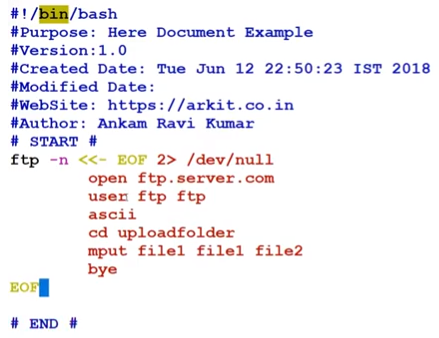 #!/bin/bash
#Purpose: Here Document Example
#Version:1.0
#Created Date: Tue Jun 12 22:50:23 IST 2018
#Modified Date:
#WebSite: https://arkit.co.in
#Author: Ankam Ravi Kumar
# START #
ftp -n <<- EOF 2> /dev/null
open ftp.server.com
user ftp ftp
ascii
cd uploadfolder
mput file1 file1 file2
bye
EOF
# END #